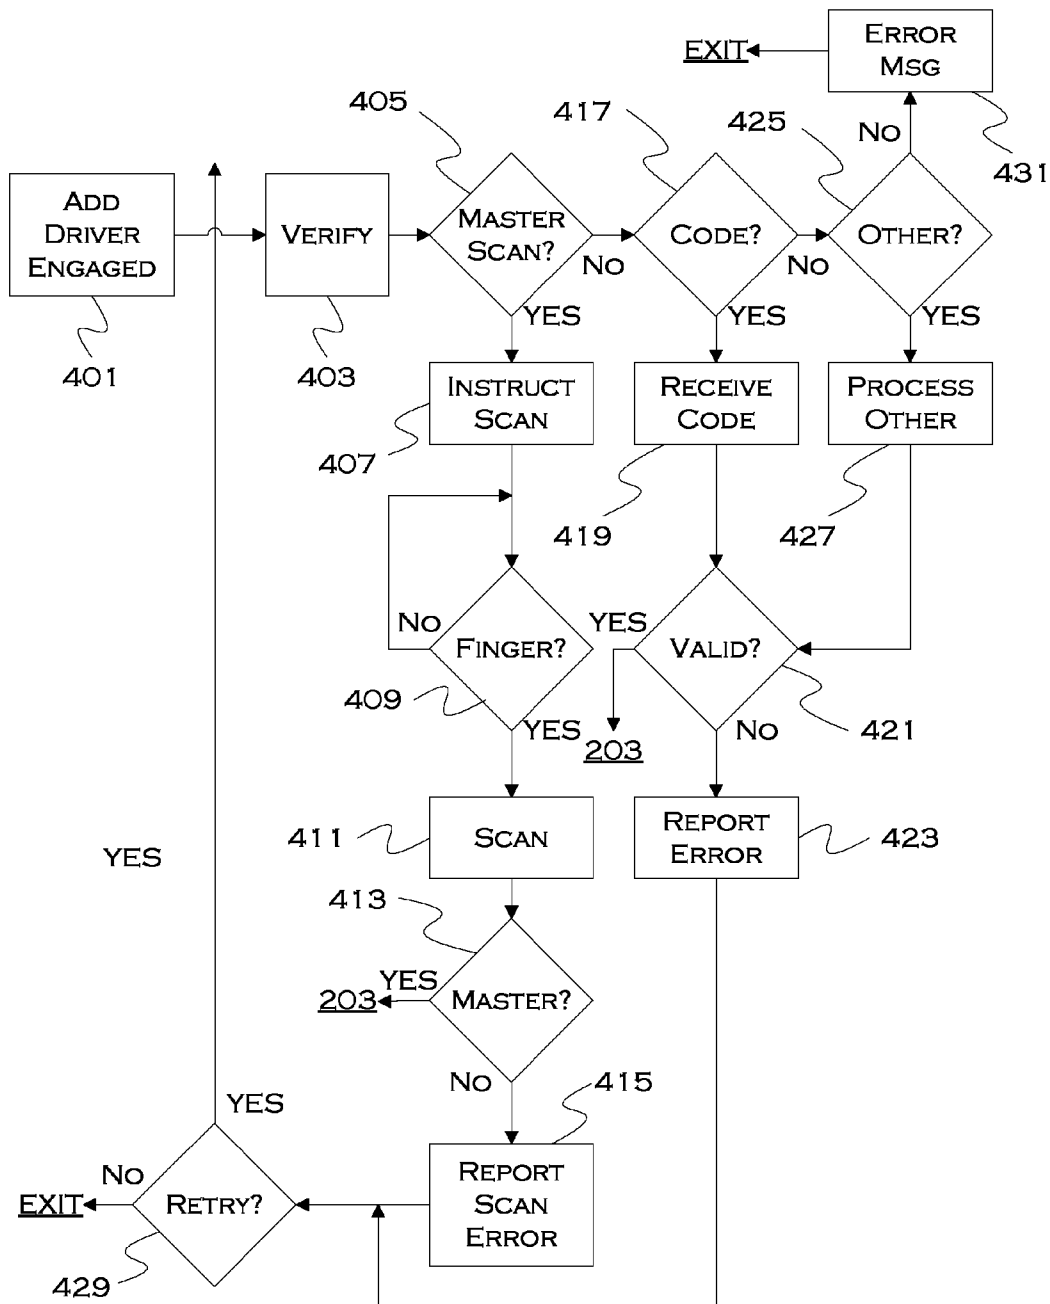 ERROR
MSG
EXIT
405
417
425
No
431
ADD
DRIVER
ENGAGED
VERIFY
MASTER
SCAN?
No
CODE?
No
OTHER?
401
403
YES
YES
YES
INSTRUCT
SCAN
RECEIVE
CODE
PROCESS
OTHER
407
419
427
No
FINGER?
YES
VALID?
409
YES
203
No
421
411
SCAN
REPORT
ERROR
423
YES
413
YES
203
MASTER?
No
415
YES
No
EXIT
RETRY?
REPORT
SCAN
ERROR
429